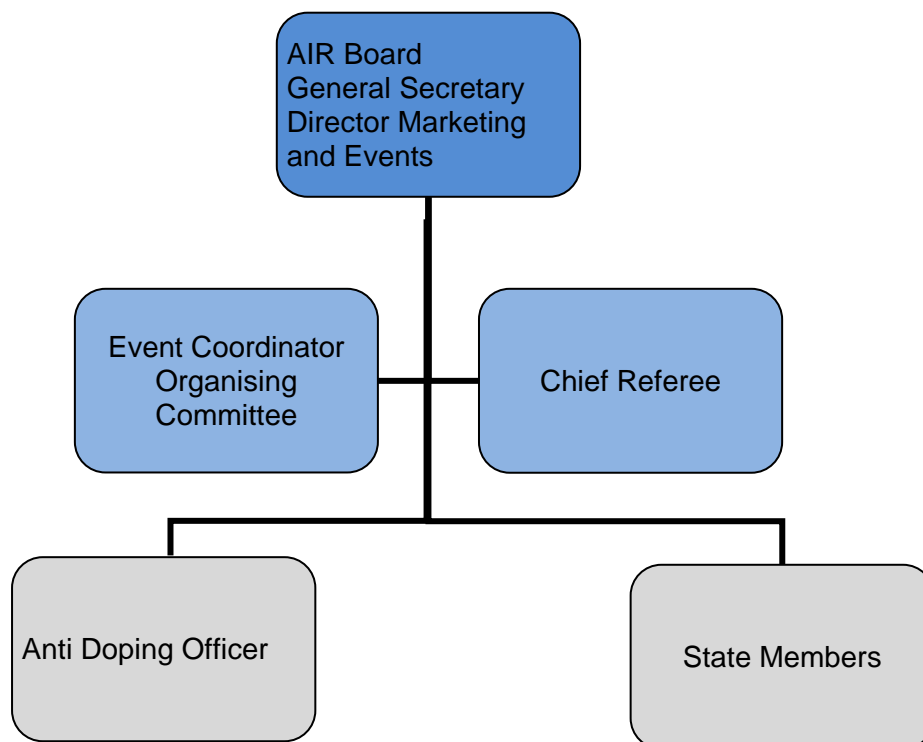 AIR Board
General Secretary
Director Marketing
and Events
Event Coordinator
Organising
Committee
Chief Referee
Anti Doping Officer
State Members